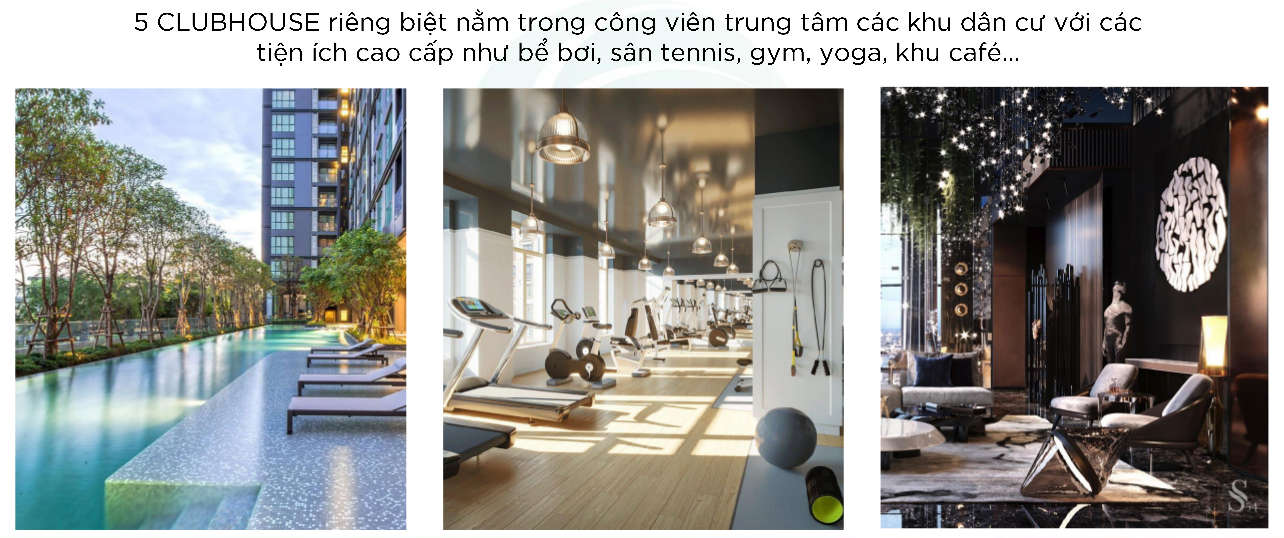 5 CLUBHOUSE riêng biệt nằm trong công viên trung tâm các khu dân cư với các
tiện ích cao cấp như bể bơi, sân tennis, gym, yoga, khu café...